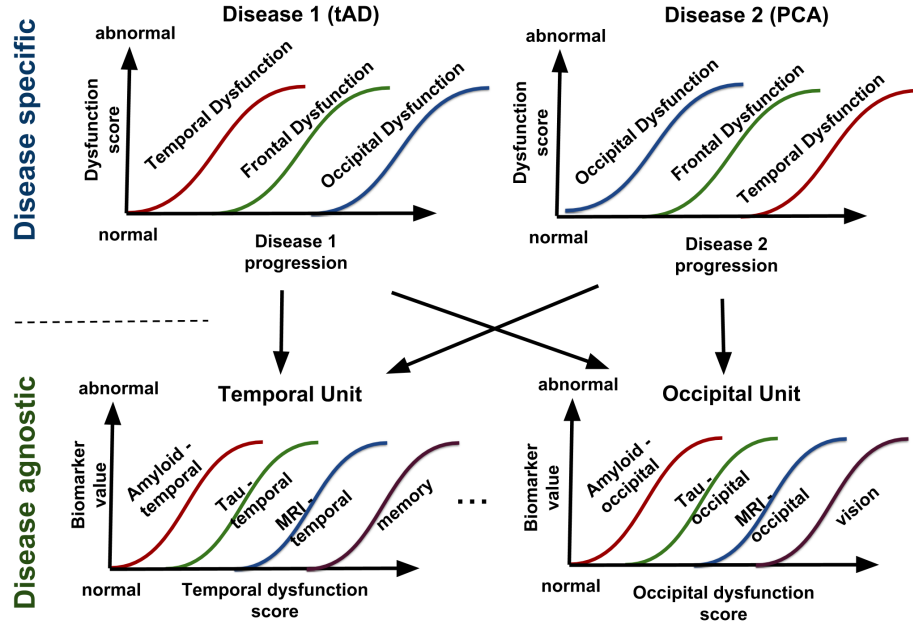 Disease specific
Disease 1 (tAD)
abnormal
Dysfunction
score
Temporal Dysfunction
Frontal Dysfunction
Occipital Dysfunction
normal
Disease 1
progression
Disease 2 (PCA)
abnormal
Dysfunction
score
Occipital Dysfunction
Frontal Dysfunction
Temporal Dysfunction
normal
Disease 2
progression
Disease agnostic
Temporal Unit
abnormal
Biomarker
value
Amyloid -
temporal
Tau -
temporal
MRI -
temporal
memory
normal
Temporal dysfunction
score
...
Occipital Unit
abnormal
Biomarker
value
Amyloid -
occipital
Tau -
occipital
MRI -
occipital
vision
normal
Occipital dysfunction
score